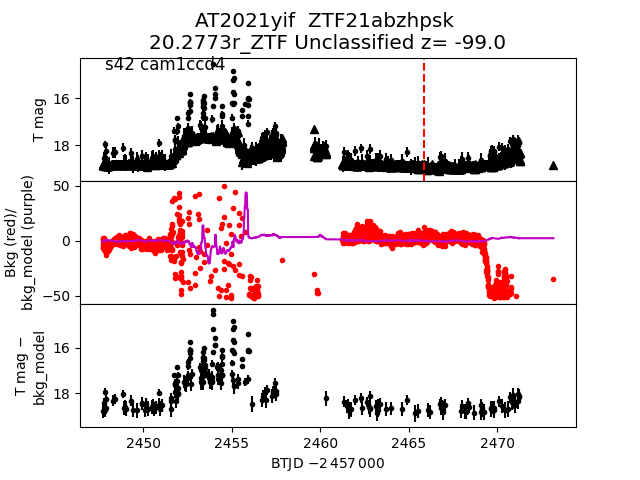 AT2021yif  ZTF21abzhpsk
20.2773r_ZTF Unclassified z= -99.0
s42 cam1ccd4
T mag
16
18
Bkg (red)/
bkg_model (purple)
50
0
−50
T mag −
bkg_model
16
18
2450
2455
2460
2465
2470
BTJD −2 457 000